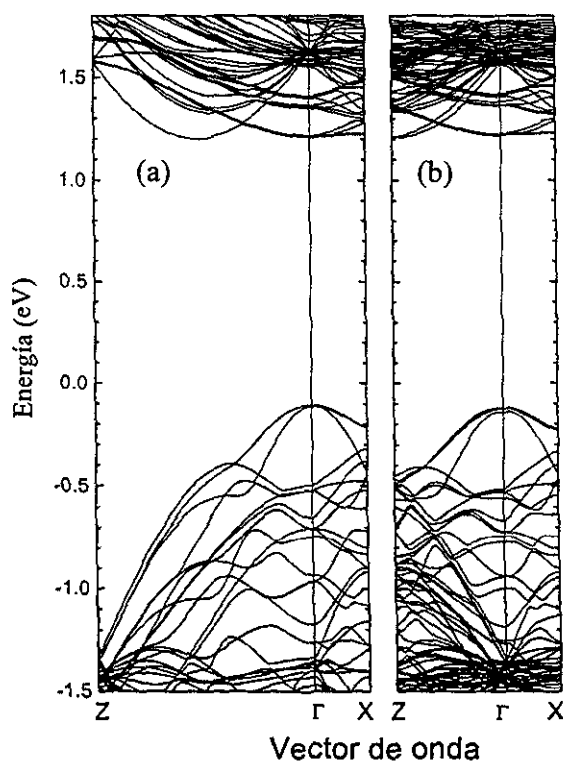 1.5
(a)
(b)
1.0
0.5
0.0
-0.5
-1.0
-1.5
Energía (eV)
Z Γ X Z Γ X
Vector de onda